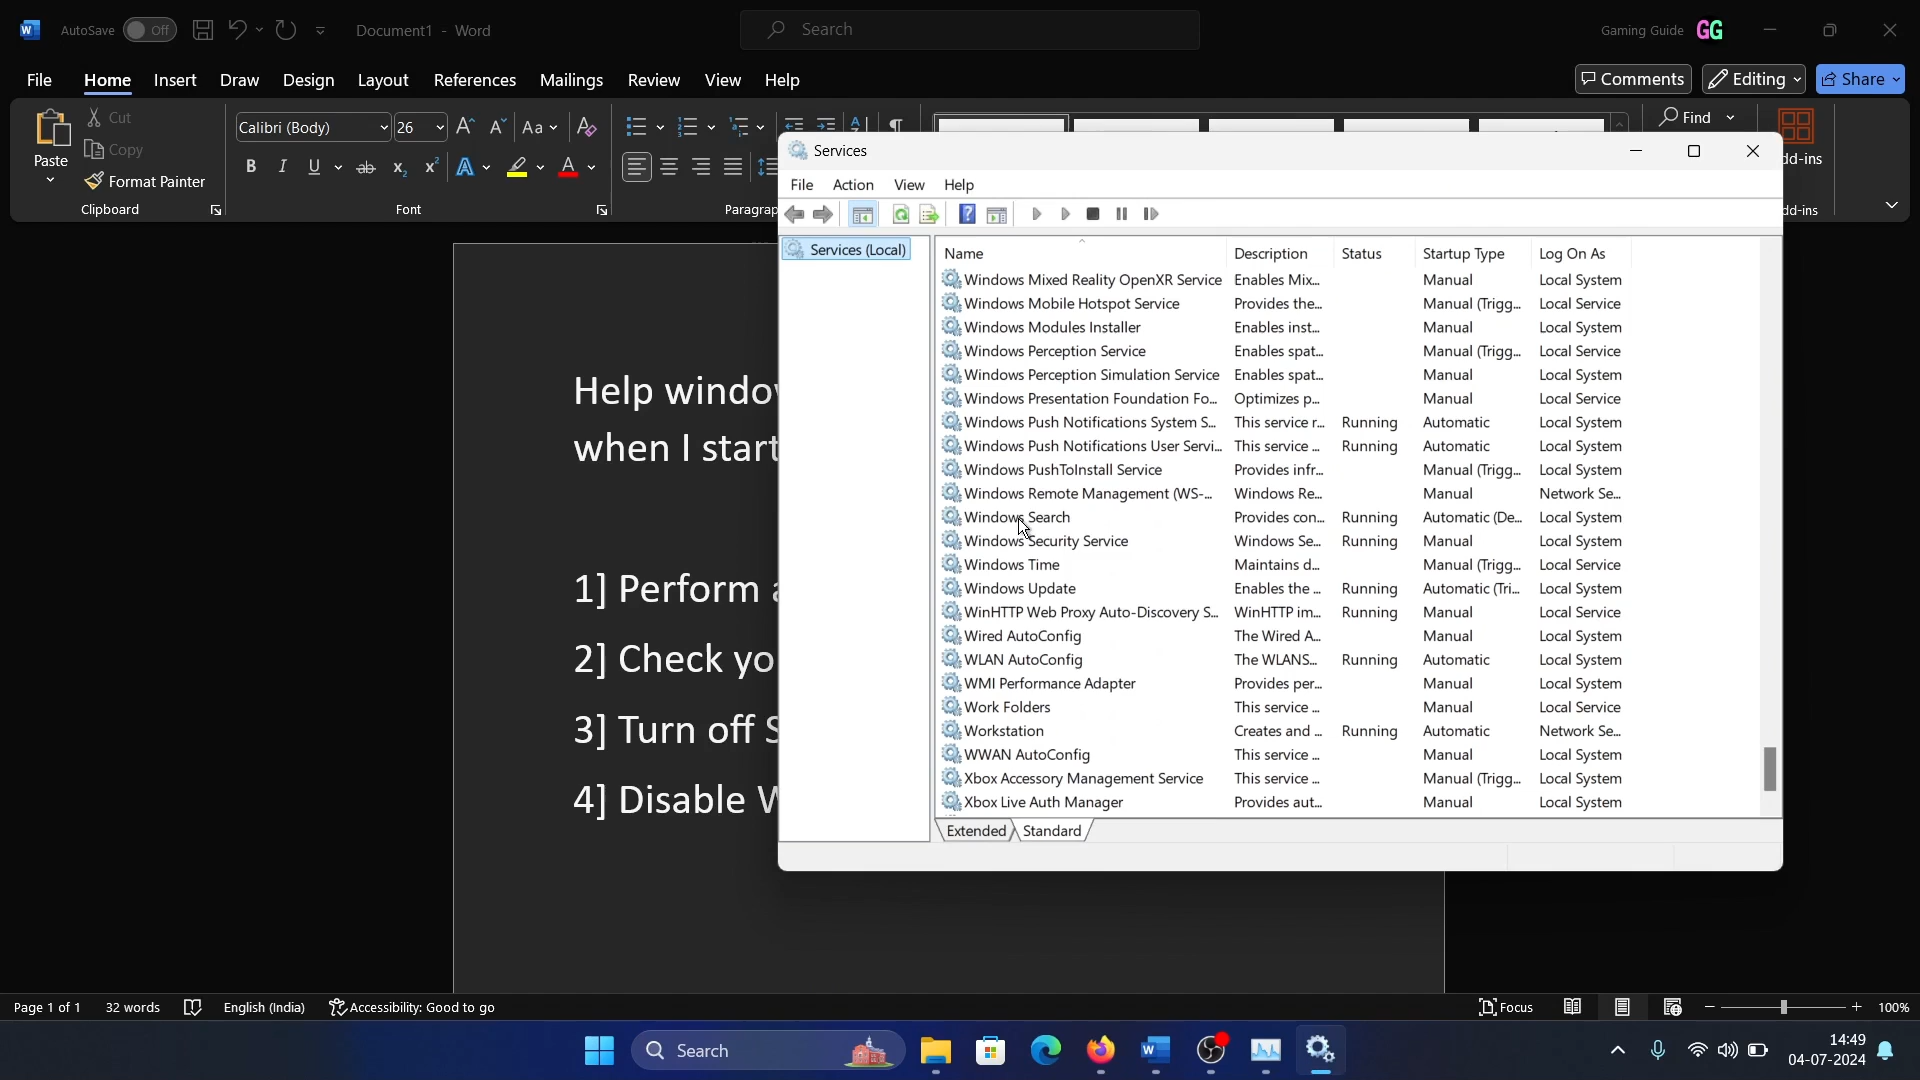 AutoSave Off Document1 - Word Search Gaming Guide GG
File Home Insert Draw Design Layout References Mailings Review View Help Comments Editing Share
Paste Cut Copy Format Painter Calibri (Body) 26 Aa B I U ab x₂ x² A A Find dd-ins
Clipboard Font Paragrap dd-ins
Services
File Action View Help
Services (Local)
Name Description Status Startup Type Log On As
Windows Mixed Reality OpenXR Service Enables Mix... Manual Local System
Windows Mobile Hotspot Service Provides the... Manual (Trigg... Local Service
Windows Modules Installer Enables inst... Manual Local System
Windows Perception Service Enables spat... Manual (Trigg... Local Service
Windows Perception Simulation Service Enables spat... Manual Local System
Windows Presentation Foundation Fo... Optimizes p... Manual Local Service
Windows Push Notifications System S... This service r... Running Automatic Local System
Windows Push Notifications User Servi... This service ... Running Automatic Local System
Windows PushToInstall Service Provides infr... Manual (Trigg... Local System
Windows Remote Management (WS-... Windows Re... Manual Network Se...
Windows Search Provides con... Running Automatic (De... Local System
Windows Security Service Windows Se... Running Manual Local System
Windows Time Maintains d... Manual (Trigg... Local Service
Windows Update Enables the ... Running Automatic (Tri... Local System
WinHTTP Web Proxy Auto-Discovery S... WinHTTP im... Running Manual Local Service
Wired AutoConfig The Wired A... Manual Local System
WLAN AutoConfig The WLANS... Running Automatic Local System
WMI Performance Adapter Provides per... Manual Local System
Work Folders This service ... Manual Local Service
Workstation Creates and ... Running Automatic Network Se...
WWAN AutoConfig This service ... Manual Local System
Xbox Accessory Management Service This service ... Manual (Trigg... Local System
Xbox Live Auth Manager Provides aut... Manual Local System
Extended Standard
Help window
when I start
1] Perform a
2] Check yo
3] Turn off S
4] Disable W
Page 1 of 1 32 words English (India) Accessibility: Good to go Focus 100%
Search 14:49
04-07-2024